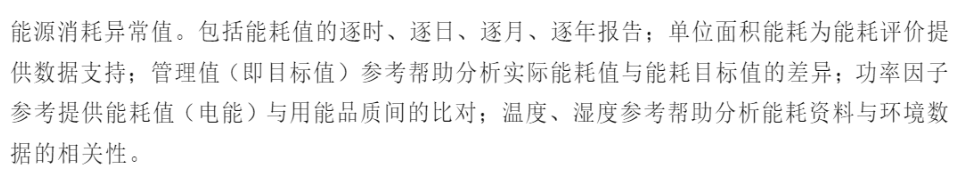 能源消耗异常值。包括能耗值的逐时、逐日、逐月、逐年报告；单位面积能耗为能耗评价提
供数据支持；管理值（即目标值）参考帮助分析实际能耗值与能耗目标值的差异；功率因子
参考提供能耗值（电能）与用能品质间的比对；温度、湿度参考帮助分析能耗资料与环境数
据的相关性。